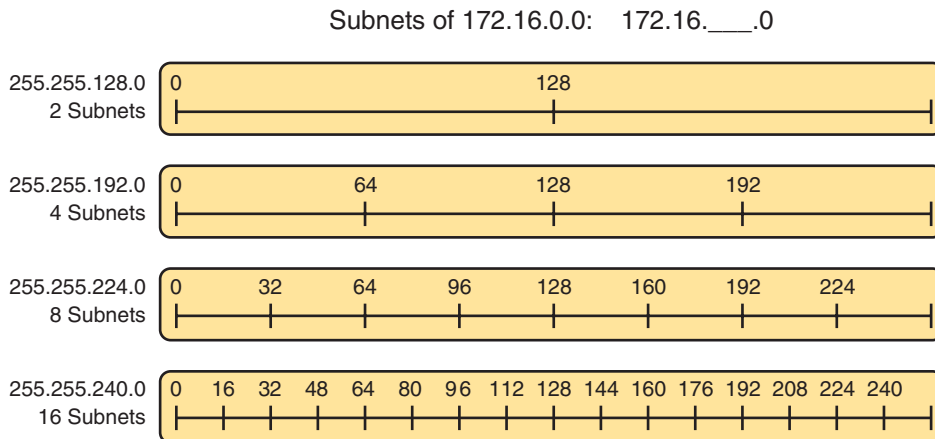 Subnets of 172.16.0.0: 172.16.___.0
255.255.128.0 0 128
2 Subnets
255.255.192.0 0 64 128 192
4 Subnets
255.255.224.0 0 32 64 96 128 160 192 224
8 Subnets
255.255.240.0 0 16 32 48 64 80 96 112 128 144 160 176 192 208 224 240
16 Subnets